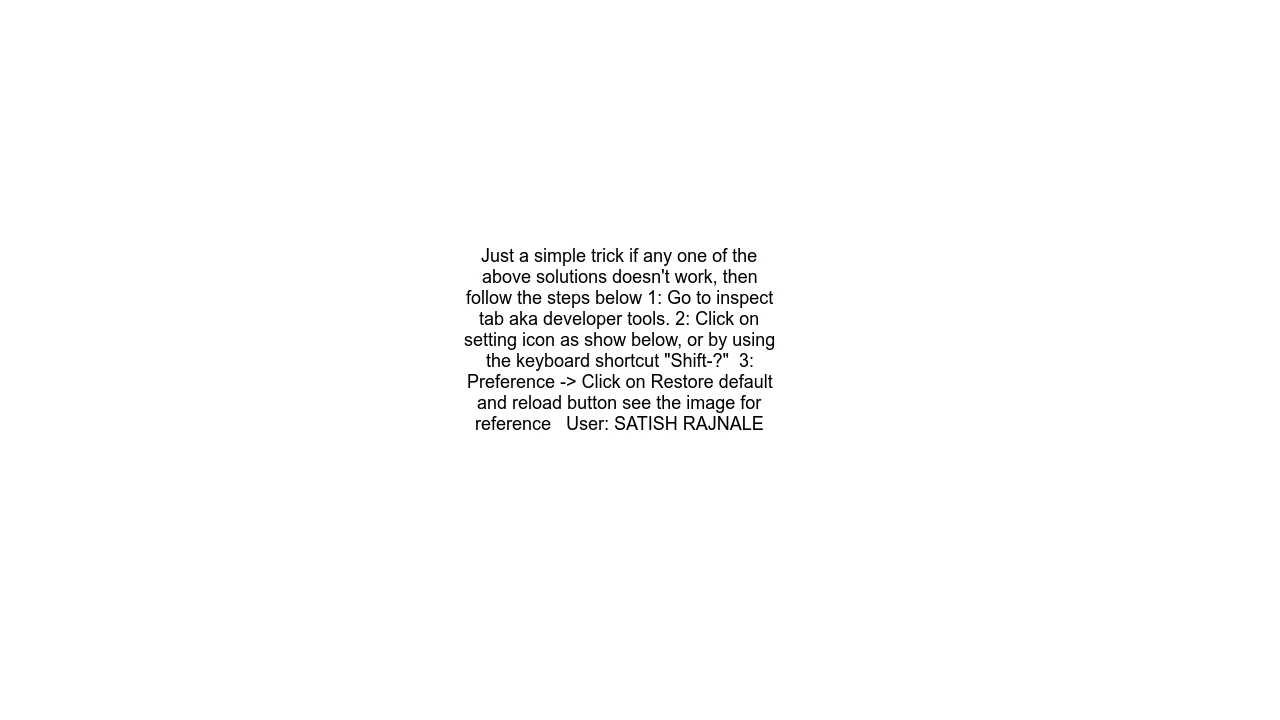 Just a simple trick if any one of the
above solutions doesn't work, then
follow the steps below 1: Go to inspect
tab aka developer tools. 2: Click on
setting icon as show below, or by using
the keyboard shortcut "Shift-?"  3:
Preference -> Click on Restore default
and reload button see the image for
reference   User: SATISH RAJNALE